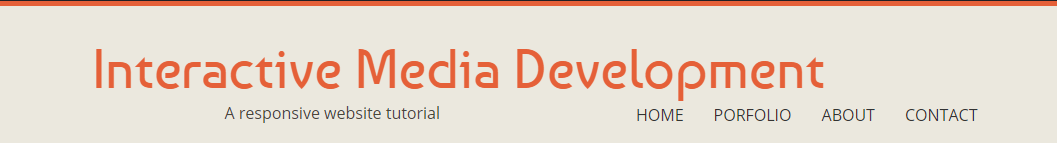 Interactive Media Development
A responsive website tutorial
HOME PORFOLIO ABOUT CONTACT